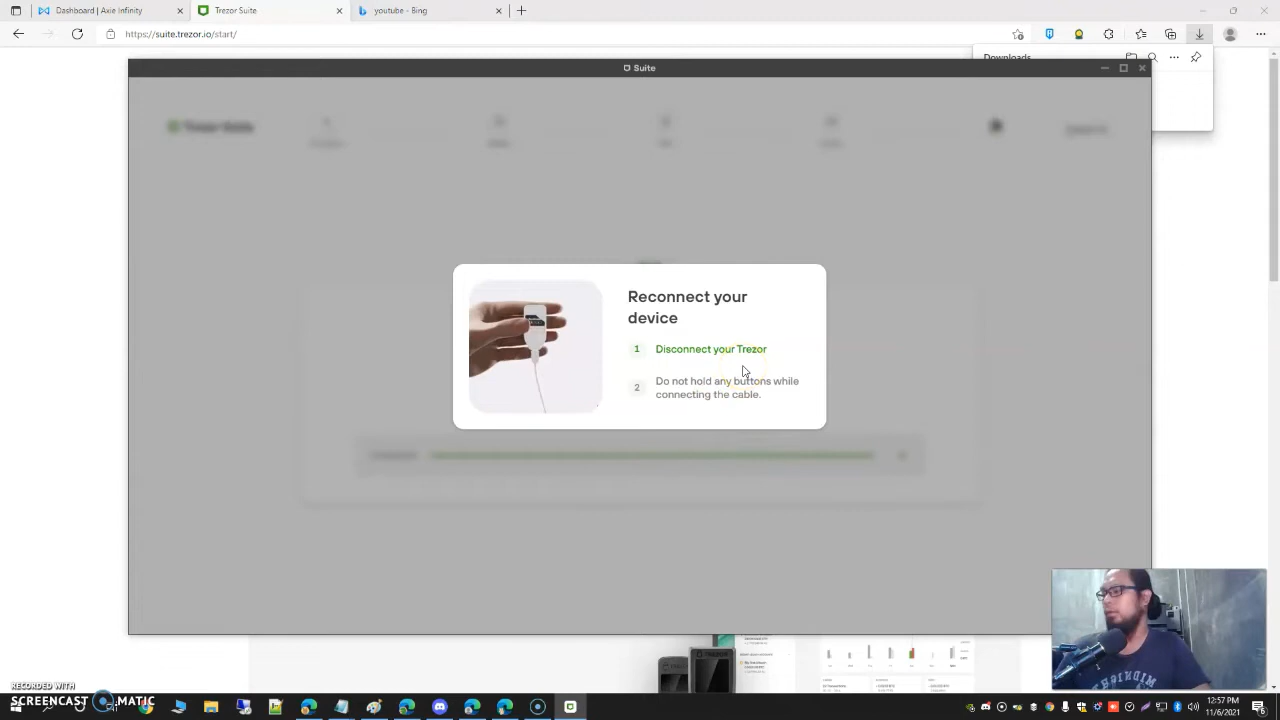 Dashboard | Axie Infinity
Trezor Suite
youtube - Bing
https://suite.trezor.io/start/
Downloads
Suite
Trezor Suite
Reconnect your
device
1 Disconnect your Trezor
2 Do not hold any buttons while
connecting the cable.
RECORDED WITH
SCREENCAST MATIC
12:57 PM
11/6/2021